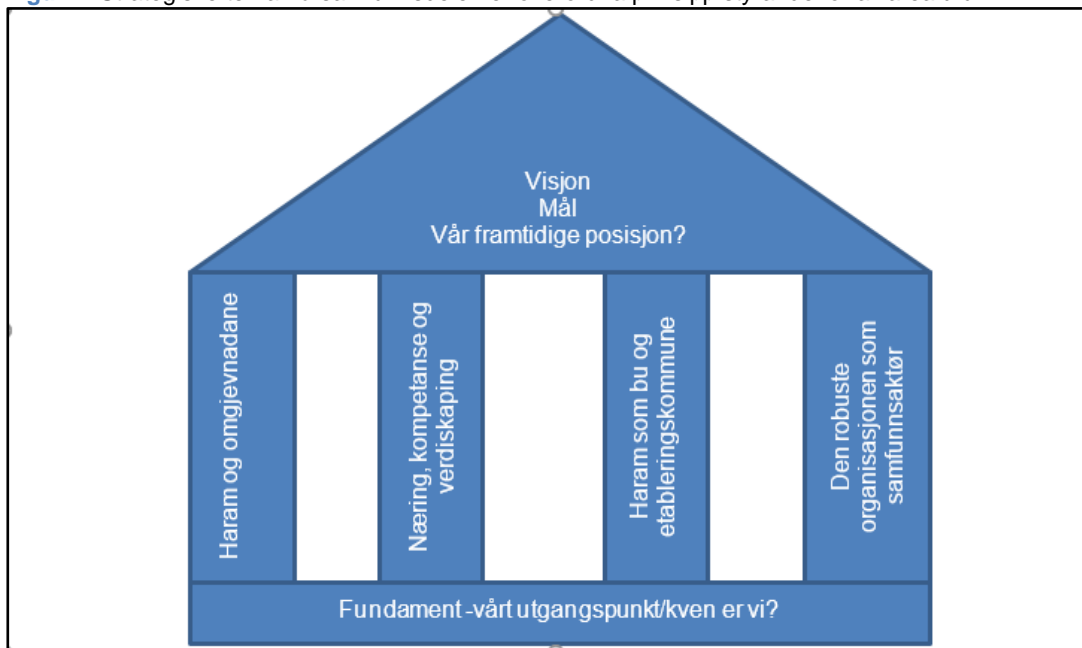 Visjon
Mål
Vår framtidige posisjon?
Haram og omgjevnadane
Næring, kompetanse og
verdiskaping
Haram som bu og
etableringskommune
Den robuste
organisasjonen som
samfunnsaktør
Fundament -vårt utgangspunkt/kven er vi?